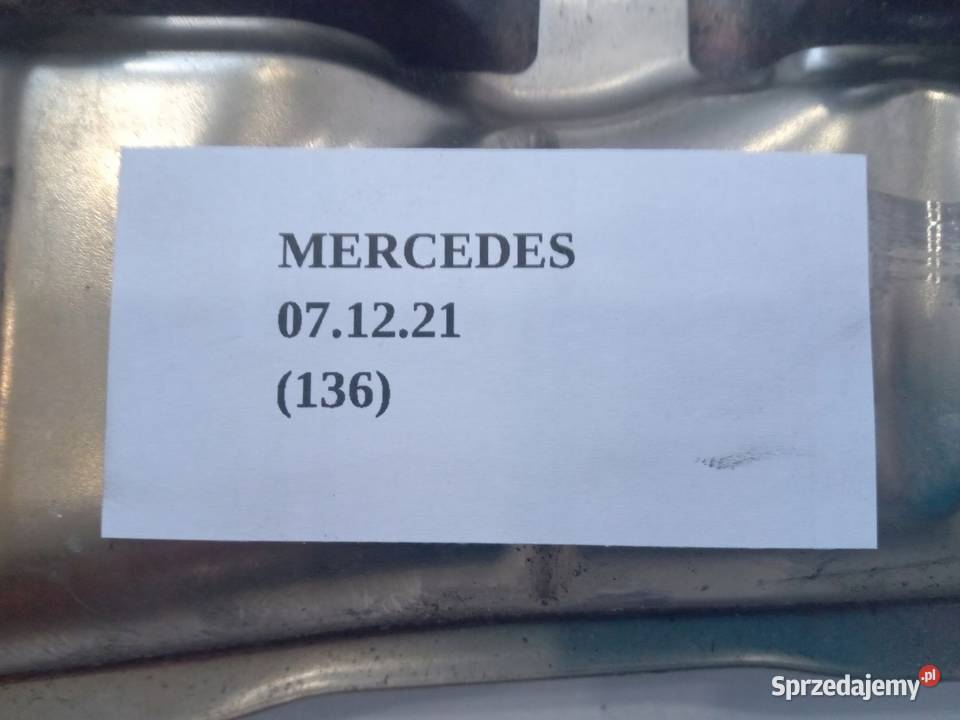 MERCEDES
07.12.21
(136)
Sprzedajemy.pl